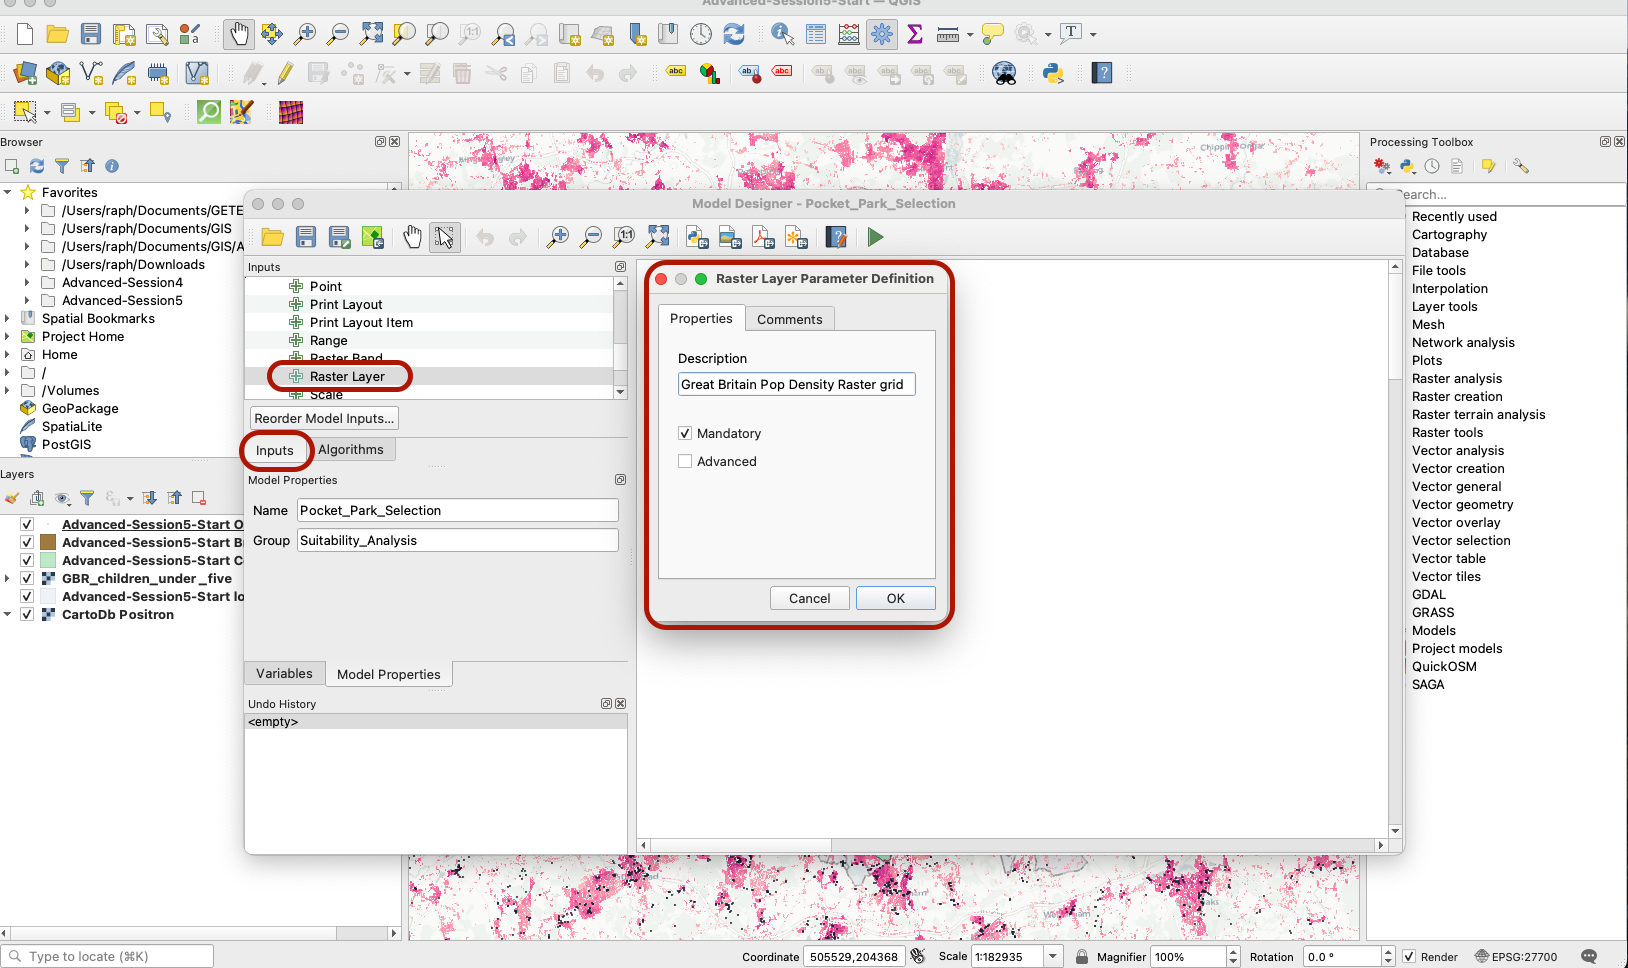 Advanced-Session5-Start — QGIS
Browser
Favorites
/Users/raph/Documents/GETE
/Users/raph/Documents/GIS
/Users/raph/Documents/GIS/A
/Users/raph/Downloads
Advanced-Session4
Advanced-Session5
Spatial Bookmarks
Project Home
Home
/
/Volumes
GeoPackage
SpatiaLite
PostGIS
Layers
Advanced-Session5-Start O
Advanced-Session5-Start B
Advanced-Session5-Start C
GBR_children_under_five
Advanced-Session5-Start lo
CartoDb Positron
Model Designer - Pocket_Park_Selection
Inputs
Point
Print Layout
Print Layout Item
Range
Raster Band
Raster Layer
Scale
Reorder Model Inputs...
Inputs
Algorithms
Model Properties
Name
Pocket_Park_Selection
Group
Suitability_Analysis
Variables
Model Properties
Undo History
<empty>
Raster Layer Parameter Definition
Properties
Comments
Description
Great Britain Pop Density Raster grid
Mandatory
Advanced
Cancel
OK
Processing Toolbox
earch...
Recently used
Cartography
Database
File tools
Interpolation
Layer tools
Mesh
Network analysis
Plots
Raster analysis
Raster creation
Raster terrain analysis
Raster tools
Vector analysis
Vector creation
Vector general
Vector geometry
Vector overlay
Vector selection
Vector table
Vector tiles
GDAL
GRASS
Models
Project models
QuickOSM
SAGA
Type to locate (⌘K)
Coordinate
505529,204368
Scale
1:182935
Magnifier
100%
Rotation
0.0 °
Render
EPSG:27700